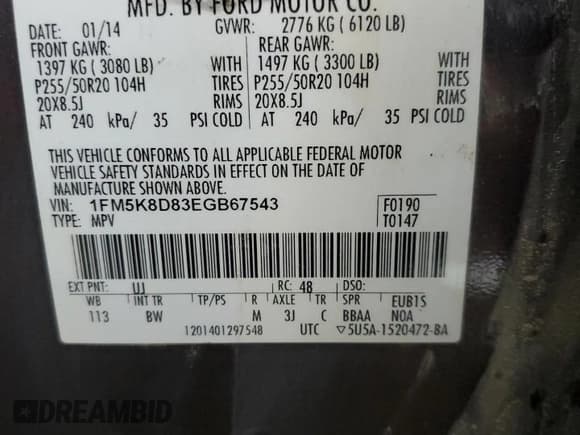 MFD. BY FORD MOTOR CO.
DATE: 01/14 GVWR: 2776 KG ( 6120 LB)
FRONT GAWR: REAR GAWR:
1397 KG ( 3080 LB) WITH 1497 KG ( 3300 LB) WITH
P255/50R20 104H TIRES P255/50R20 104H TIRES
20X8.5J RIMS 20X8.5J RIMS
AT 240 kPa/ 35 PSI COLD AT 240 kPa/ 35 PSI COLD
THIS VEHICLE CONFORMS TO ALL APPLICABLE FEDERAL MOTOR
VEHICLE SAFETY STANDARDS IN EFFECT ON THE DATE OF
MANUFACTURE SHOWN ABOVE.
VIN: 1FM5K8D83EGB67543 F0190
TYPE: MPV T0147
EXT PNT: UJ RC: 48 DSO:
WB INT TR TP/PS R AXLE TR SPR EUB1S
113 BW M 3J C BBAA NOA
1201401297548 UTC ▽5U5A-1520472-BA
DREAMBID